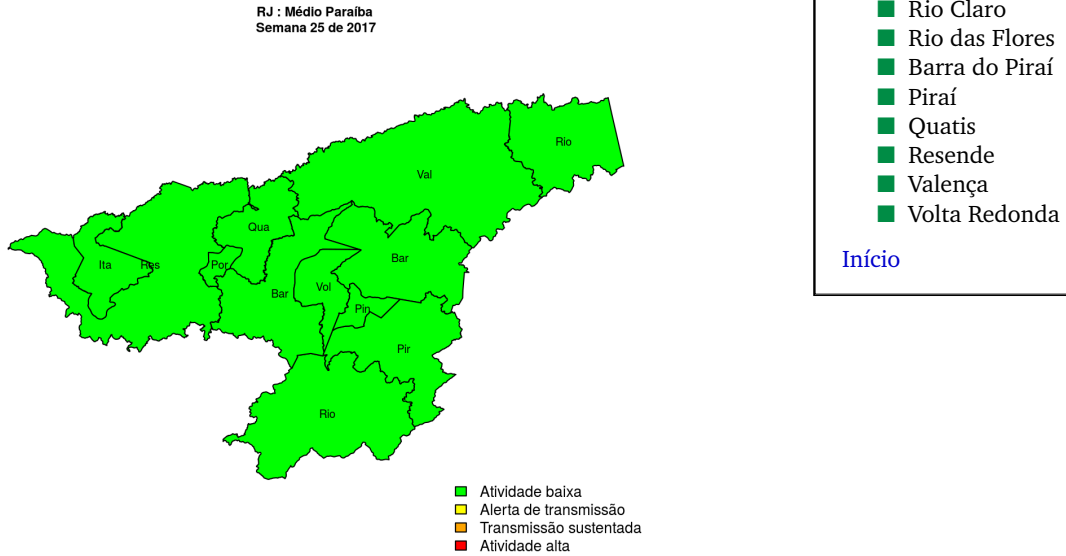 RJ : Médio Paraíba
Semana 25 de 2017
Rio
Val
Qua
Ita
Res
Por
Bar
Bar
Vol
Pin
Pir
Rio
Atividade baixa
Alerta de transmissão
Transmissão sustentada
Atividade alta
Rio Claro
Rio das Flores
Barra do Piraí
Piraí
Quatis
Resende
Valença
Volta Redonda
Início